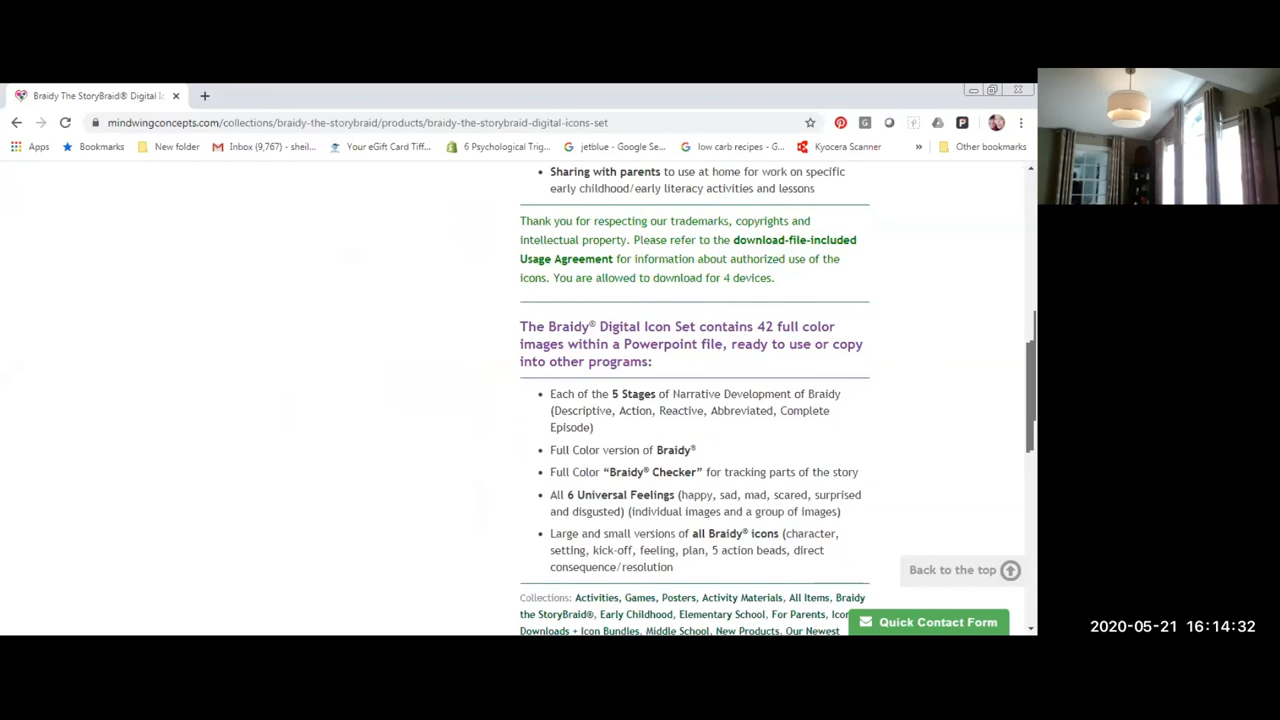 Braidy The StoryBraid® Digital Ic
mindwingconcepts.com/collections/braidy-the-storybraid/products/braidy-the-storybraid-digital-icons-set
Apps Bookmarks New folder Inbox (9,767) - sheil... Your eGift Card Tiff... 6 Psychological Trig... jetblue - Google Se... low carb recipes - G... Kyocera Scanner » Other bookmarks
• Sharing with parents to use at home for work on specific
early childhood/early literacy activities and lessons
Thank you for respecting our trademarks, copyrights and
intellectual property. Please refer to the download-file-included
Usage Agreement for information about authorized use of the
icons. You are allowed to download for 4 devices.
The Braidy® Digital Icon Set contains 42 full color
images within a Powerpoint file, ready to use or copy
into other programs:
• Each of the 5 Stages of Narrative Development of Braidy
(Descriptive, Action, Reactive, Abbreviated, Complete
Episode)
• Full Color version of Braidy®
• Full Color “Braidy® Checker” for tracking parts of the story
• All 6 Universal Feelings (happy, sad, mad, scared, surprised
and disgusted) (individual images and a group of images)
• Large and small versions of all Braidy® icons (character,
setting, kick-off, feeling, plan, 5 action beads, direct
consequence/resolution
Back to the top
Collections: Activities, Games, Posters, Activity Materials, All Items, Braidy
the StoryBraid®, Early Childhood, Elementary School, For Parents, Icon
Downloads + Icon Bundles, Middle School, New Products, Our Newest
Quick Contact Form
2020-05-21 16:14:32